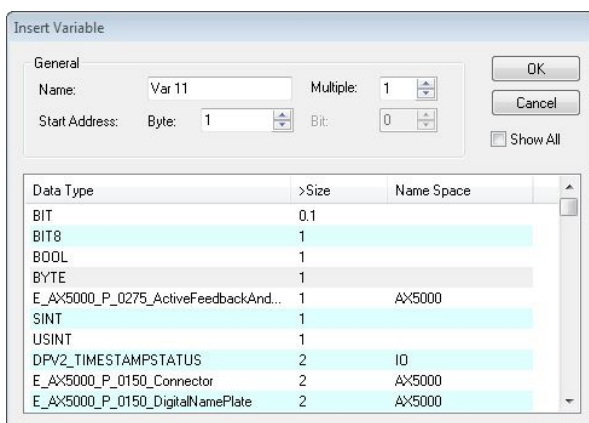 Insert Variable
General
Name: Var 11 Multiple: 1
Start Address: Byte: 1 Bit: 0
OK
Cancel
Show All
Data Type >Size Name Space
BIT 0.1
BIT8 1
BOOL 1
BYTE 1
E_AX5000_P_0275_ActiveFeedbackAnd... 1 AX5000
SINT 1
USINT 1
DPV2_TIMESTAMPSTATUS 2 IO
E_AX5000_P_0150_Connector 2 AX5000
E_AX5000_P_0150_DigitalNamePlate 2 AX5000